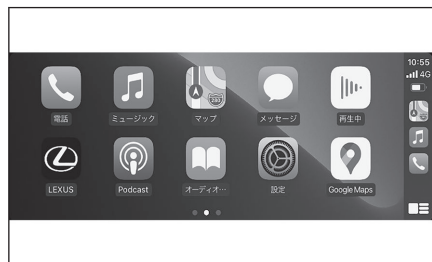 10:55
4G
電話
ミュージック
マップ
メッセージ
再生中
280
LEXUS
Podcast
オーディオ…
設定
Google Maps